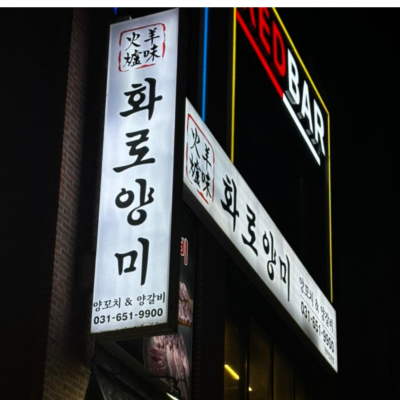 火羊
爐味
화로양미
양꼬치 & 양갈비
031-651-9900
RED
BAR
火羊
爐味
화로양미
양꼬치 & 양갈비
031-651-9900